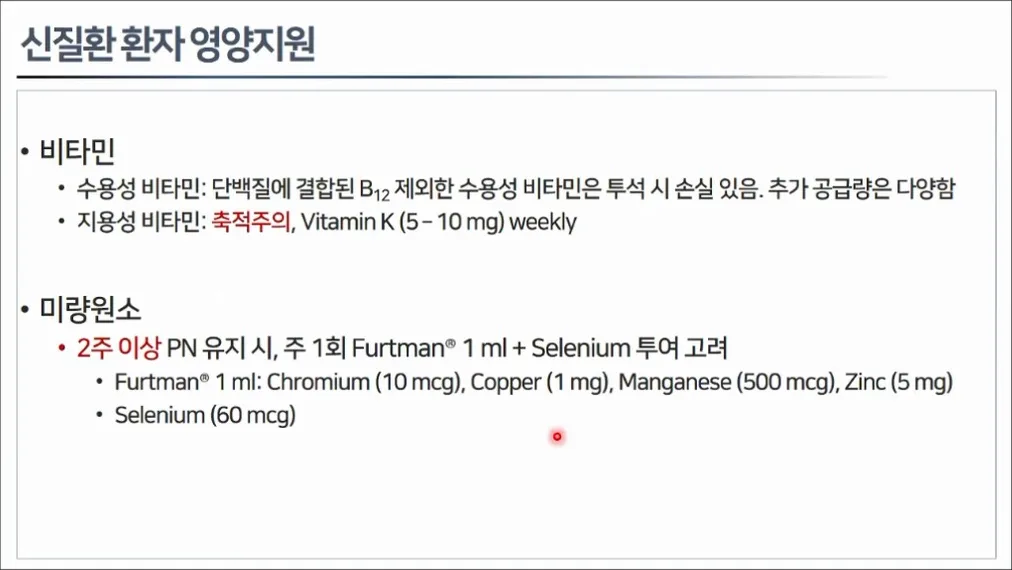 신질환 환자 영양지원
• 비타민
• 수용성 비타민: 단백질에 결합된 B12 제외한 수용성 비타민은 투석 시 손실 있음. 추가 공급량은 다양함
• 지용성 비타민: 축적주의, Vitamin K (5 – 10 mg) weekly
• 미량원소
• 2주 이상 PN 유지 시, 주 1회 Furtman® 1 ml + Selenium 투여 고려
• Furtman® 1 ml: Chromium (10 mcg), Copper (1 mg), Manganese (500 mcg), Zinc (5 mg)
• Selenium (60 mcg)